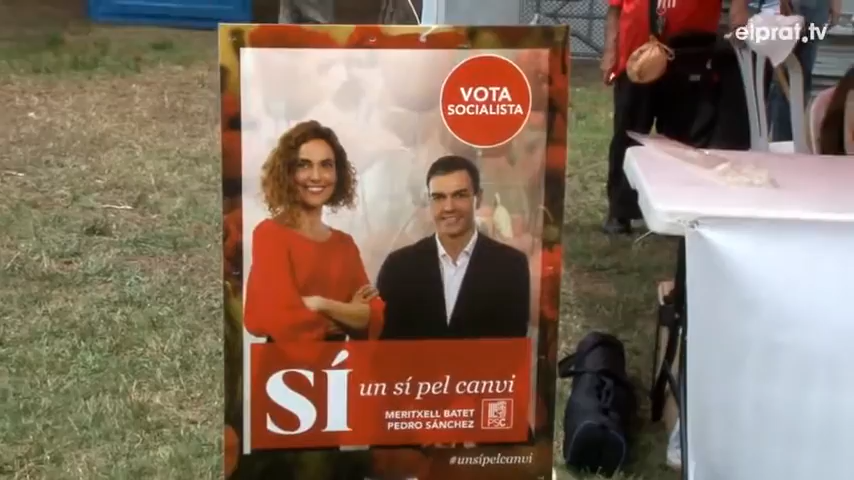 elprat.tv
VOTA
SOCIALISTA
SÍ un sí pel canvi
MERITXELL BATET
PEDRO SÁNCHEZ
PSC
#unsípelcanvi